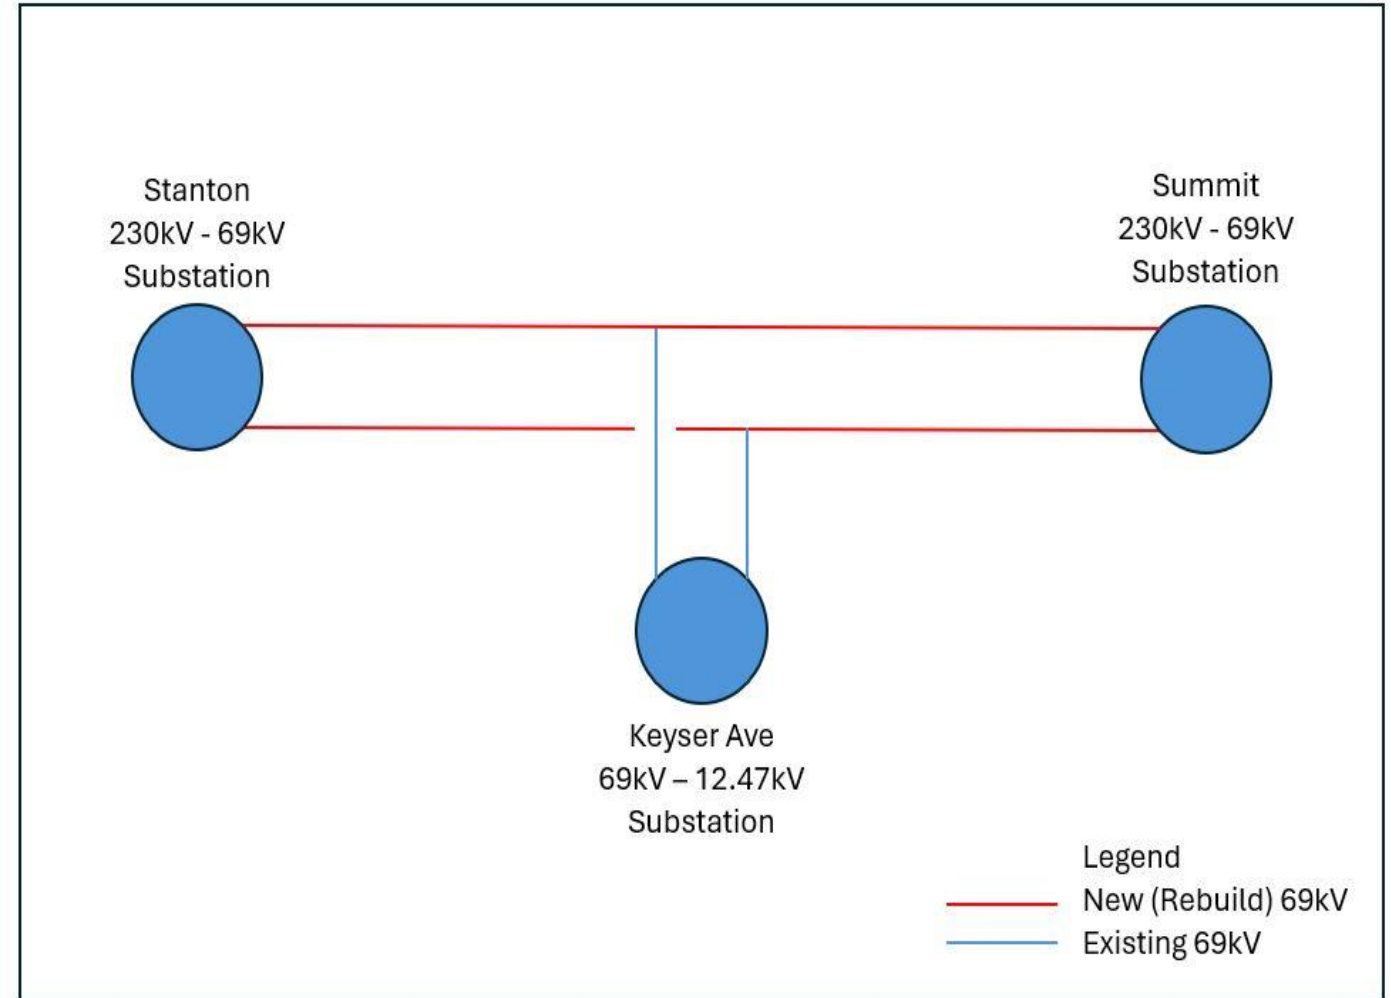 Stanton
230kV - 69kV
Substation
Summit
230kV - 69kV
Substation
Keyser Ave
69kV – 12.47kV
Substation
Legend
New (Rebuild) 69kV
Existing 69kV